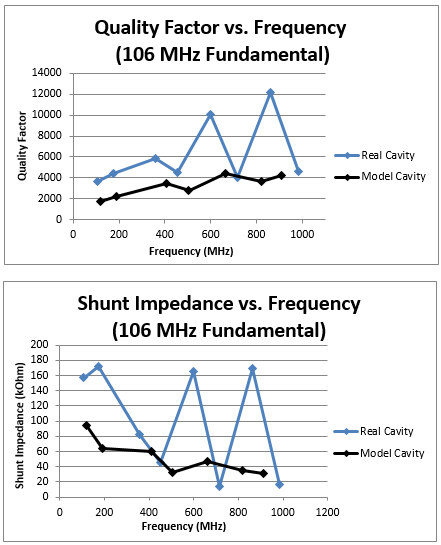 Quality Factor vs. Frequency
(106 MHz Fundamental)
14000
12000
10000
8000
6000
4000
2000
0
Quality Factor
0 200 400 600 800 1000
Frequency (MHz)
Real Cavity
Model Cavity
Shunt Impedance vs. Frequency
(106 MHz Fundamental)
200
180
160
140
120
100
80
60
40
20
0
Shunt Impedance (kOhm)
0 200 400 600 800 1000 1200
Frequency (MHz)
Real Cavity
Model Cavity